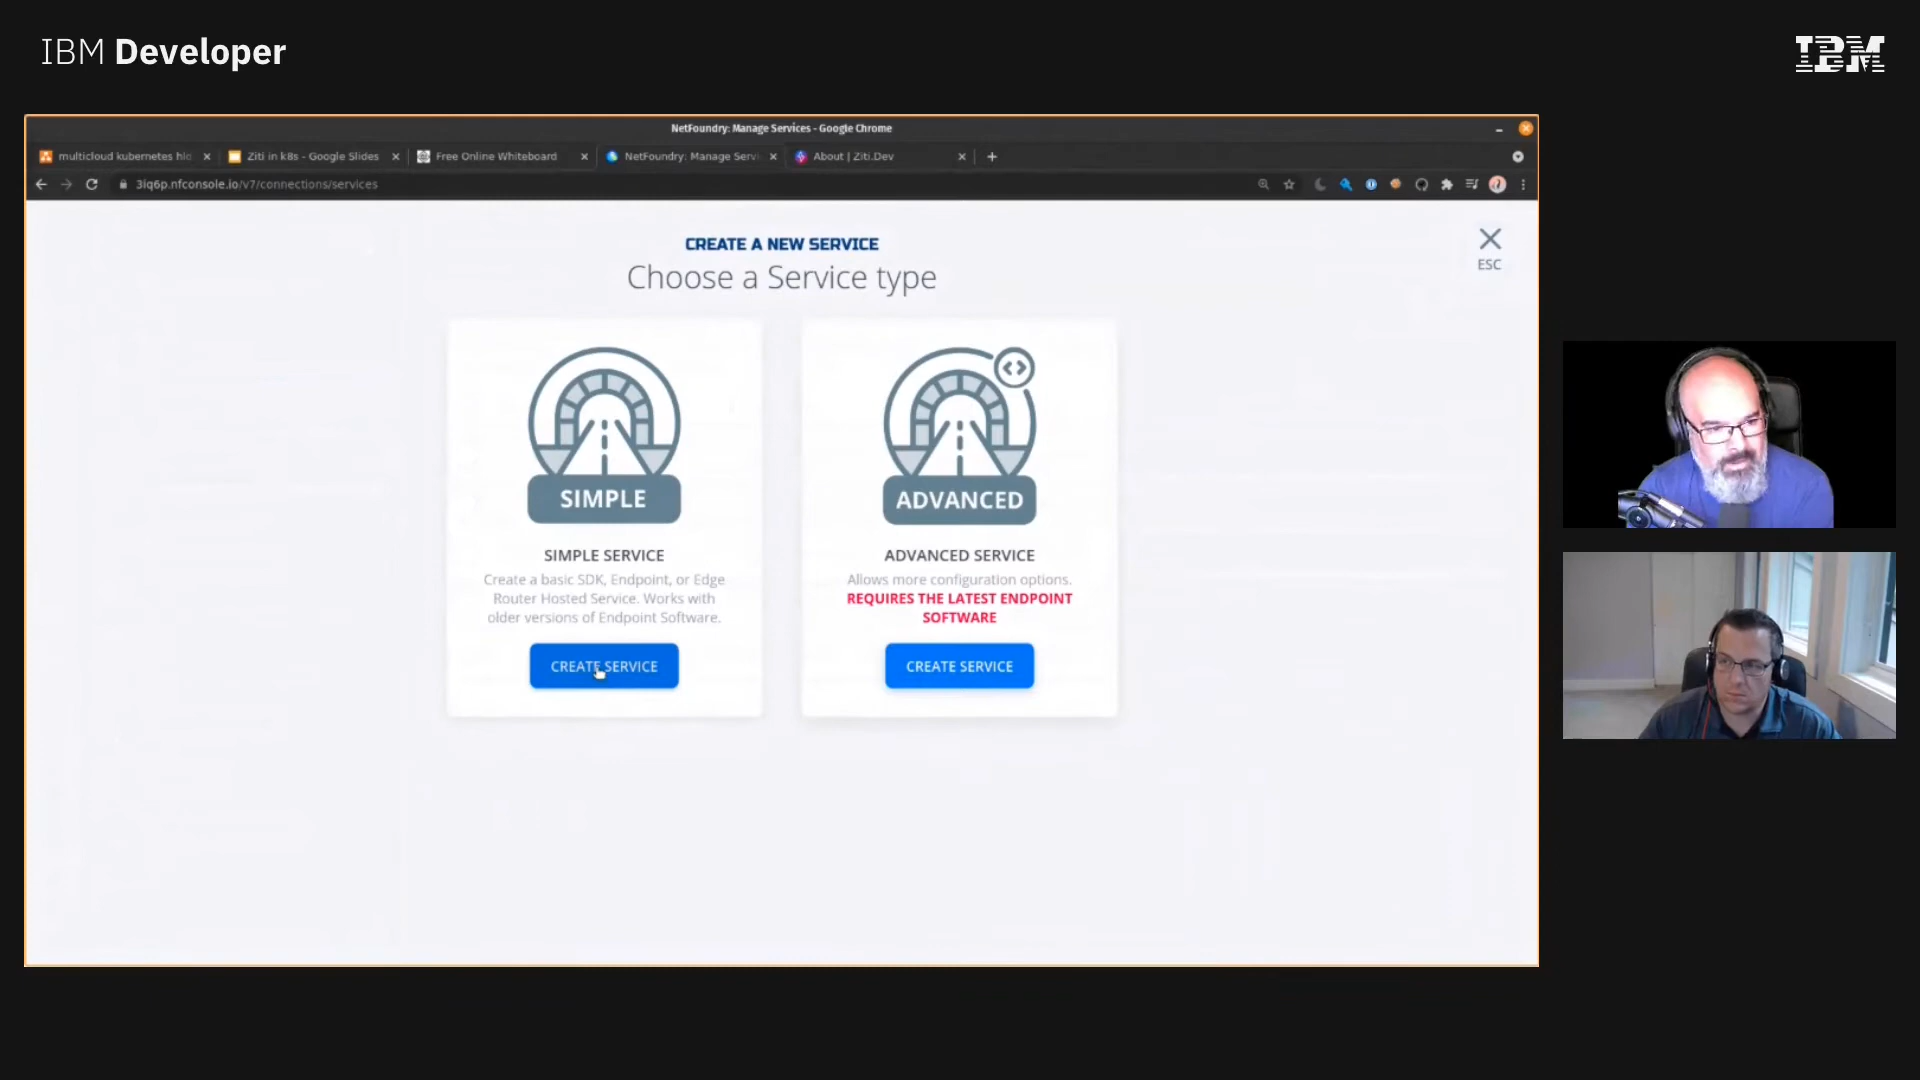 IBM Developer
IBM
NetFoundry: Manage Services - Google Chrome
multicloud kubernetes hlo
Ziti in k8s - Google Slides
Free Online Whiteboard
NetFoundry: Manage Servi
About | Ziti.Dev
3iq6p.nfconsole.io/v7/connections/services
CREATE A NEW SERVICE
Choose a Service type
ESC
SIMPLE
SIMPLE SERVICE
Create a basic SDK, Endpoint, or Edge
Router Hosted Service. Works with
older versions of Endpoint Software.
CREATE SERVICE
ADVANCED
ADVANCED SERVICE
Allows more configuration options.
REQUIRES THE LATEST ENDPOINT
SOFTWARE
CREATE SERVICE